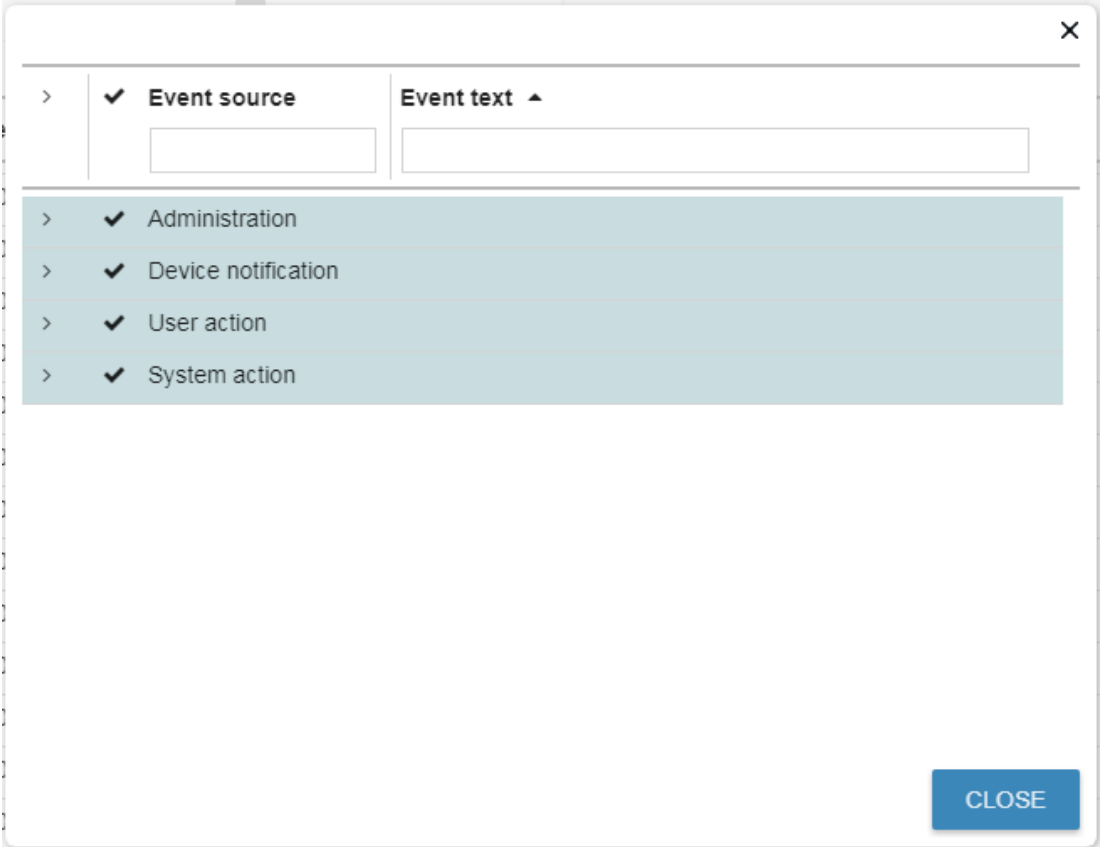 Event source Event text
Administration
Device notification
User action
System action
CLOSE